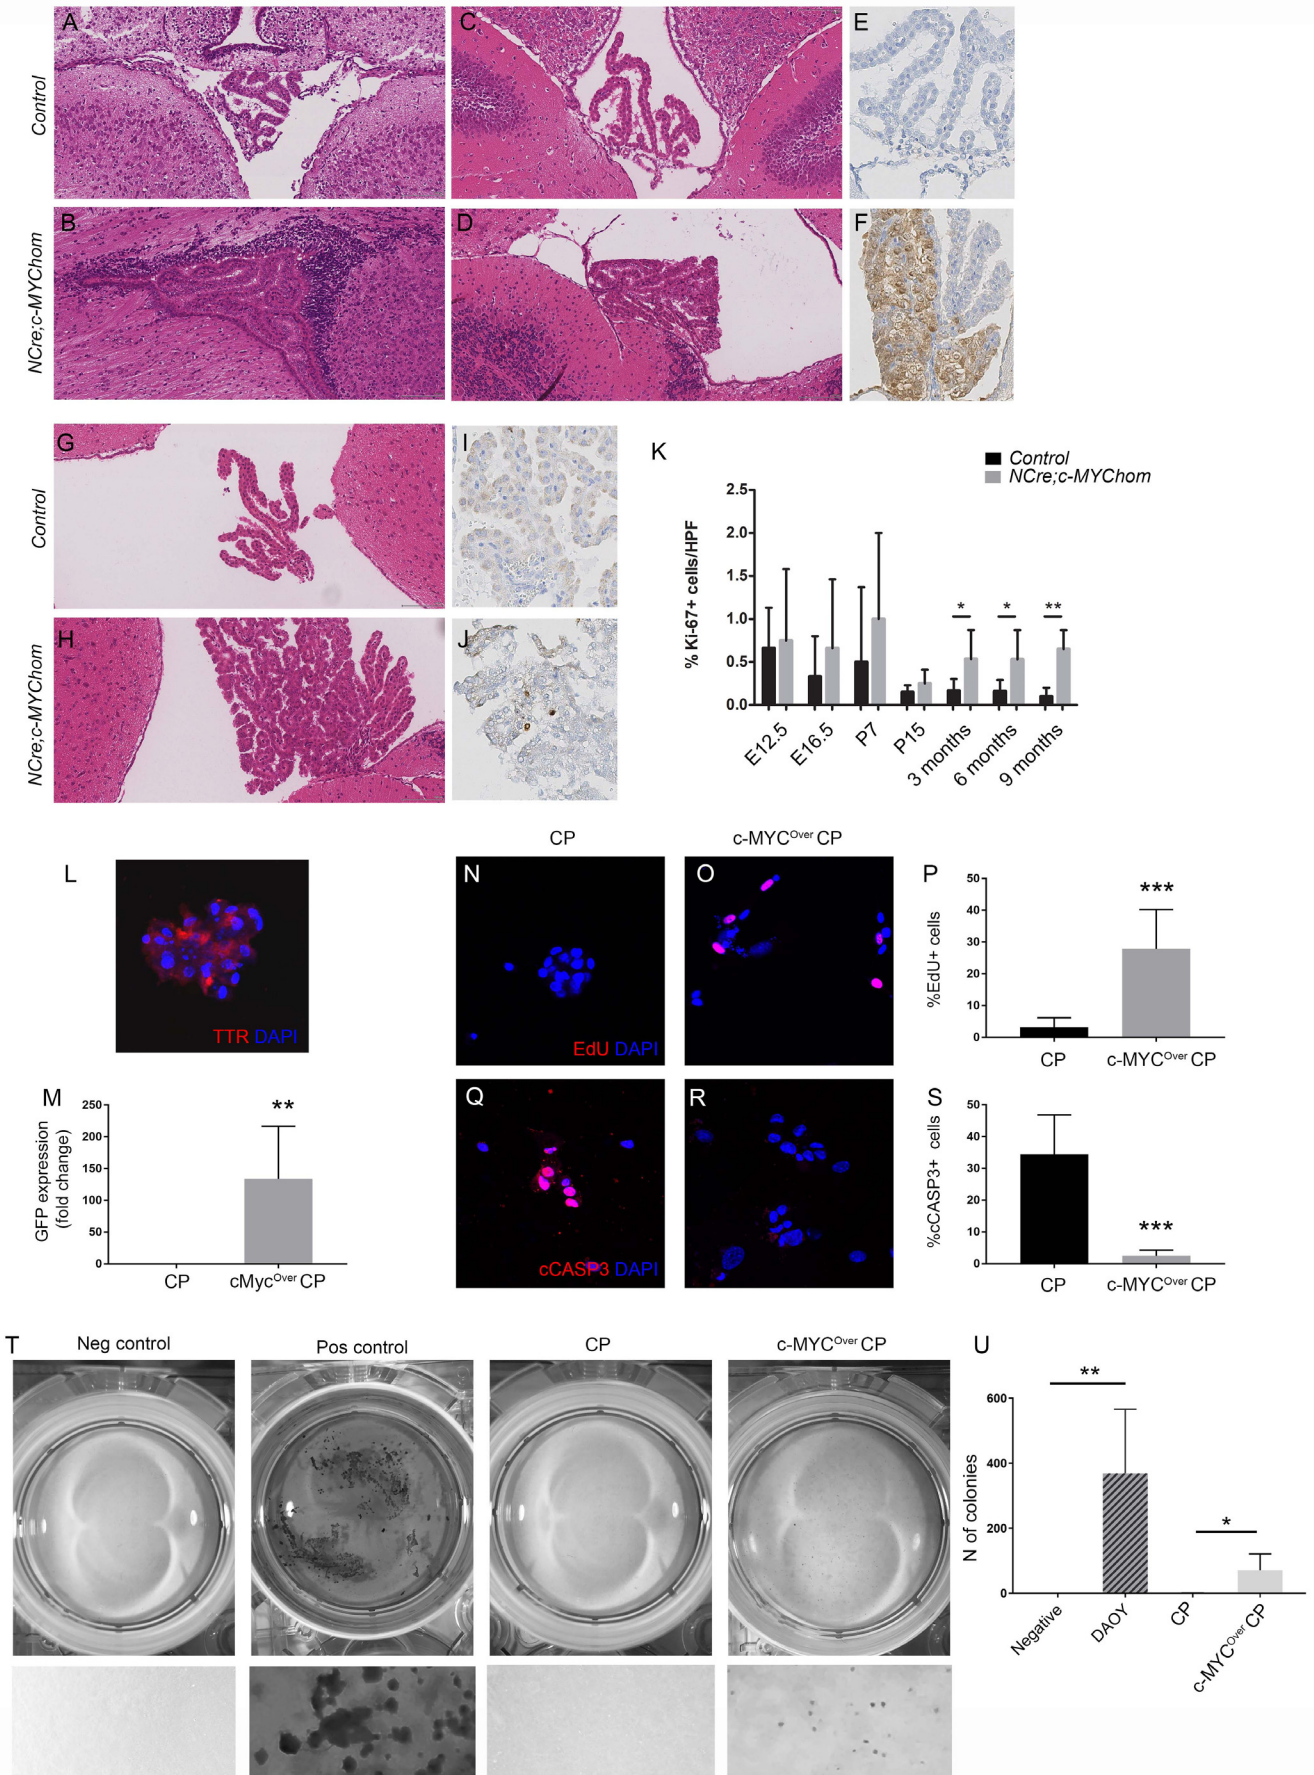 A
C
E
Control
B
D
F
NCre;c-MYChom
G
I
Control
H
J
NCre;c-MYChom
K
Control
NCre;c-MYChom
% Ki-67+ cells/HPF
2.5
2.0
1.5
1.0
0.5
0.0
* * **
E12.5 E16.5 P7 P15 3 months 6 months 9 months
L
TTR DAPI
CP
c-MYCOver CP
N
EdU DAPI
O
P
%EdU+ cells
50
40
30
20
10
0
***
CP c-MYCOver CP
M
GFP expression
(fold change)
250
200
150
100
50
0
**
CP cMycOver CP
Q
cCASP3 DAPI
R
S
%cCASP3+ cells
50
40
30
20
10
0
***
CP c-MYCOver CP
T
Neg control
Pos control
CP
c-MYCOver CP
U
N of colonies
600
400
200
0
**
*
Negative DAOY CP c-MYCOver CP